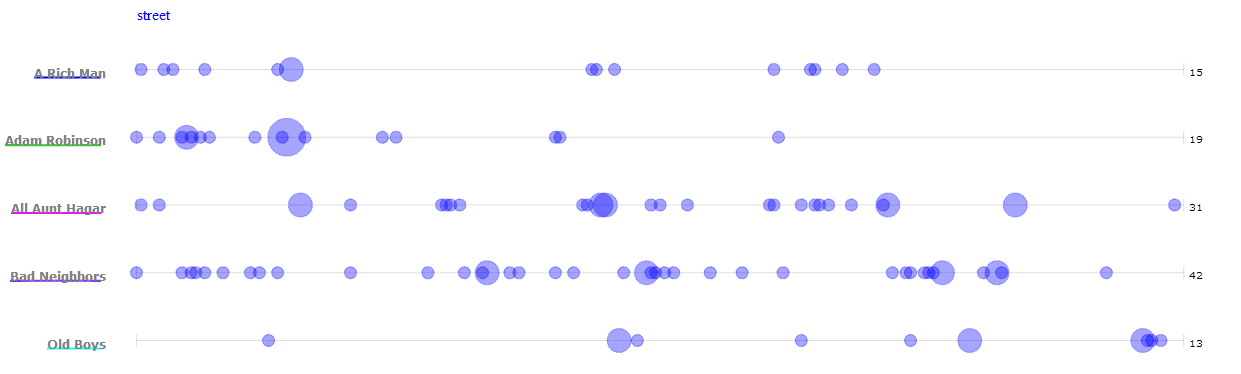 street
A Rich Man 15
Adam Robinson 19
All Aunt Hagar 31
Bad Neighbors 42
Old Boys 13